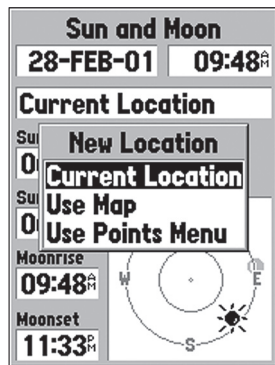 Sun and Moon
28-FEB-01 09:48AM
Current Location
New Location
Current Location
Use Map
Use Points Menu
Moonrise
09:48AM
Moonset
11:33PM
W
E
S